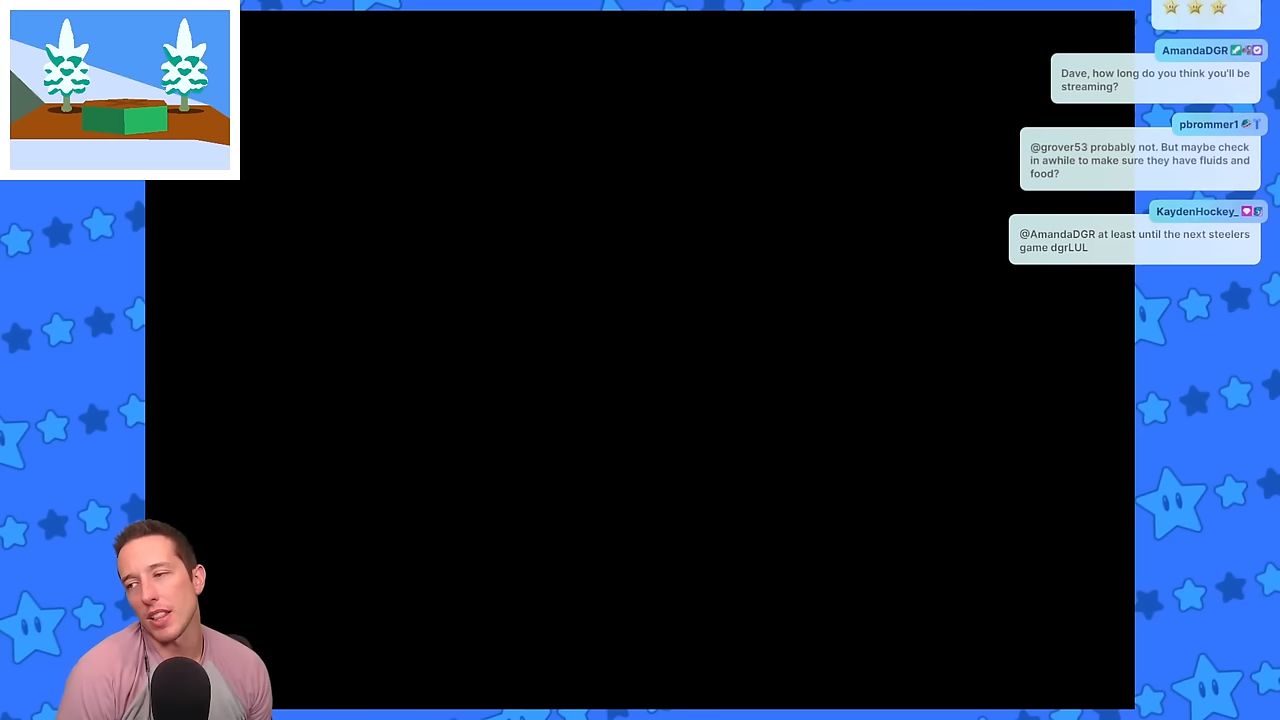 AmandaDGR
Dave, how long do you think you'll be
streaming?
pbrommer1
@grover53 probably not. But maybe check
in awhile to make sure they have fluids and
food?
KaydenHockey_
@AmandaDGR at least until the next steelers
game dgrLUL